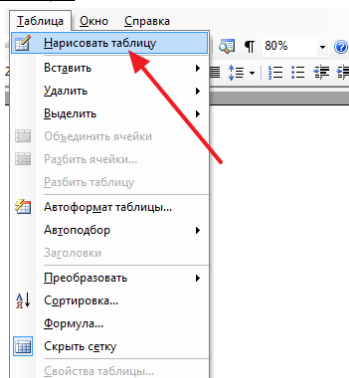 Таблица Окно Справка
Нарисовать таблицу
80%
Вставить
Удалить
Выделить
Объединить ячейки
Разбить ячейки...
Разбить таблицу
Автоформат таблицы...
Автоподбор
Заголовки
Преобразовать
Сортировка...
Формула...
Скрыть сетку
Свойства таблицы...